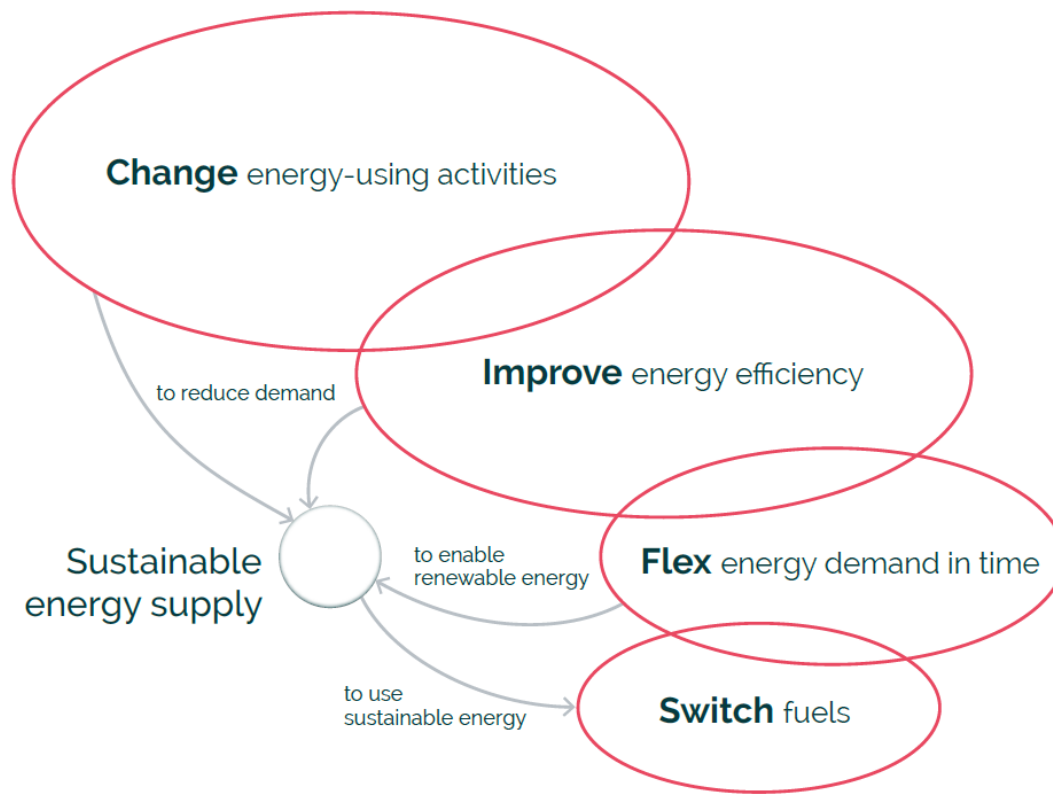 Change energy-using activities
Improve energy efficiency
to reduce demand
Sustainable
energy supply
to enable
renewable energy
Flex energy demand in time
to use
sustainable energy
Switch fuels